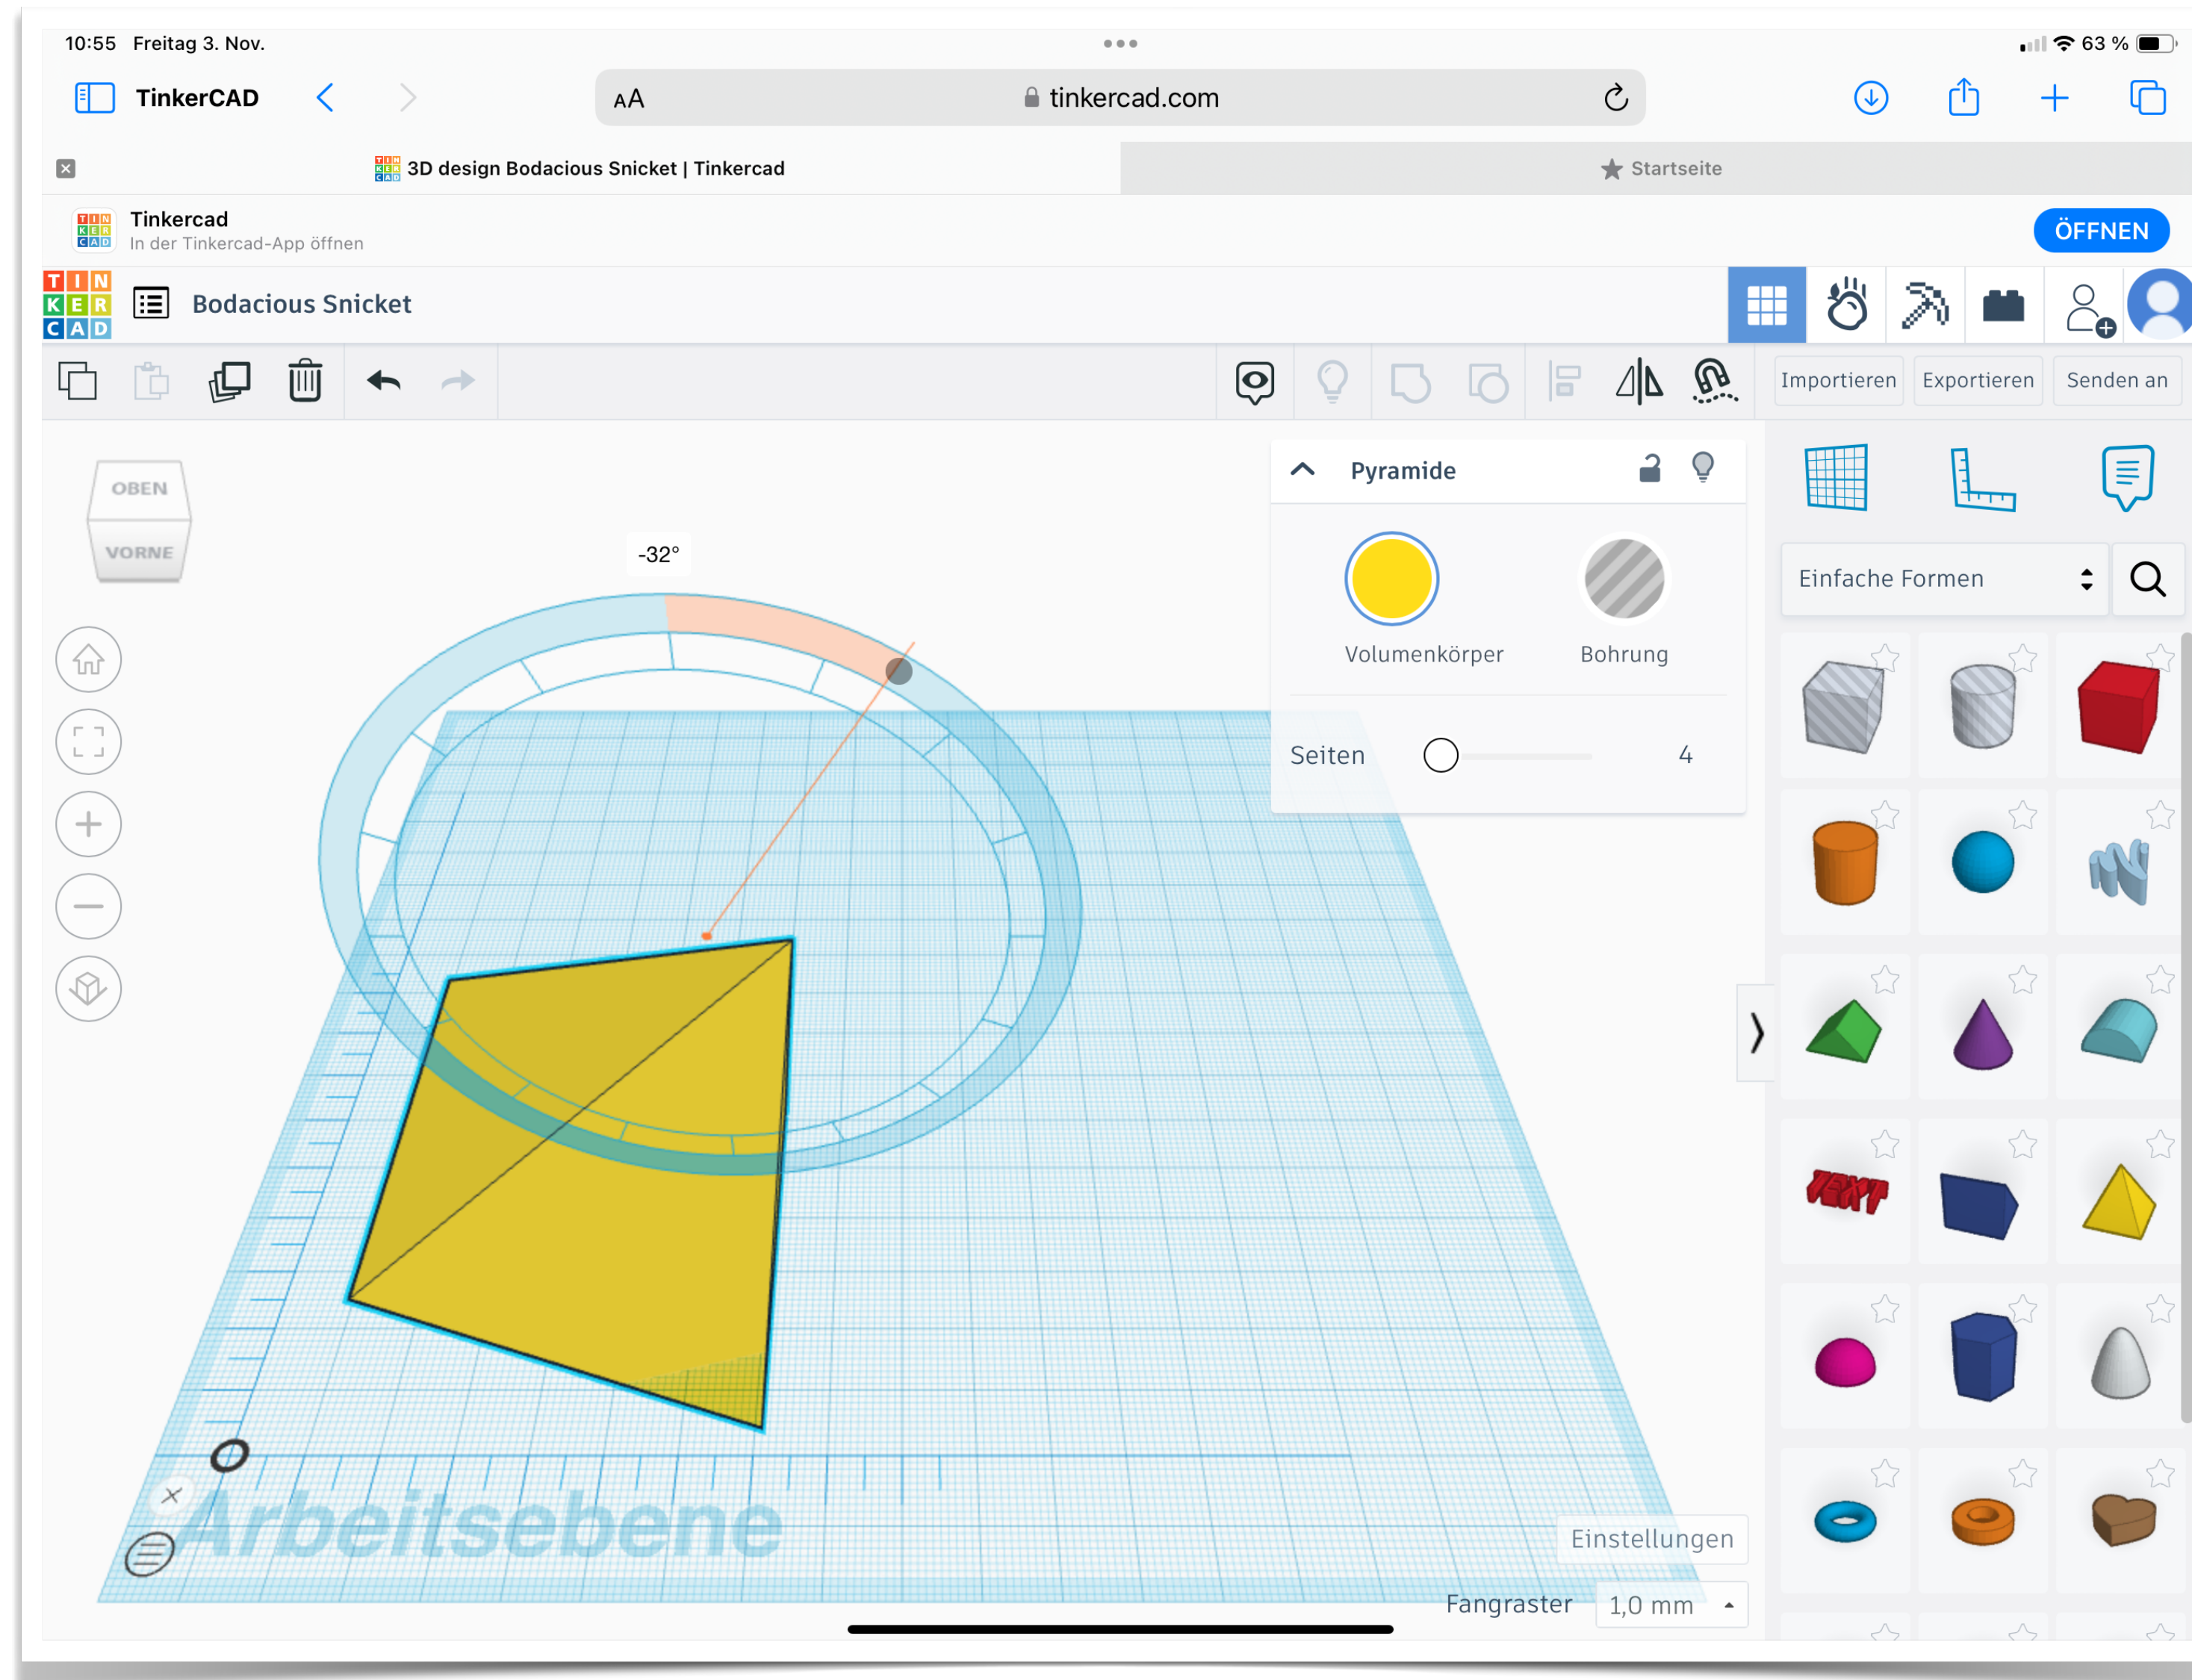 10:55 Freitag 3. Nov.
63 %
TinkerCAD
AA
tinkercad.com
3D design Bodacious Snicket | Tinkercad
Startseite
Tinkercad
In der Tinkercad-App öffnen
ÖFFNEN
TIN
KER
CAD
Bodacious Snicket
Importieren
Exportieren
Senden an
OBEN
VORNE
-32°
Pyramide
Volumenkörper
Bohrung
Seiten
4
Einfache Formen
TEXT
Arbeitsebene
Einstellungen
Fangraster
1,0 mm